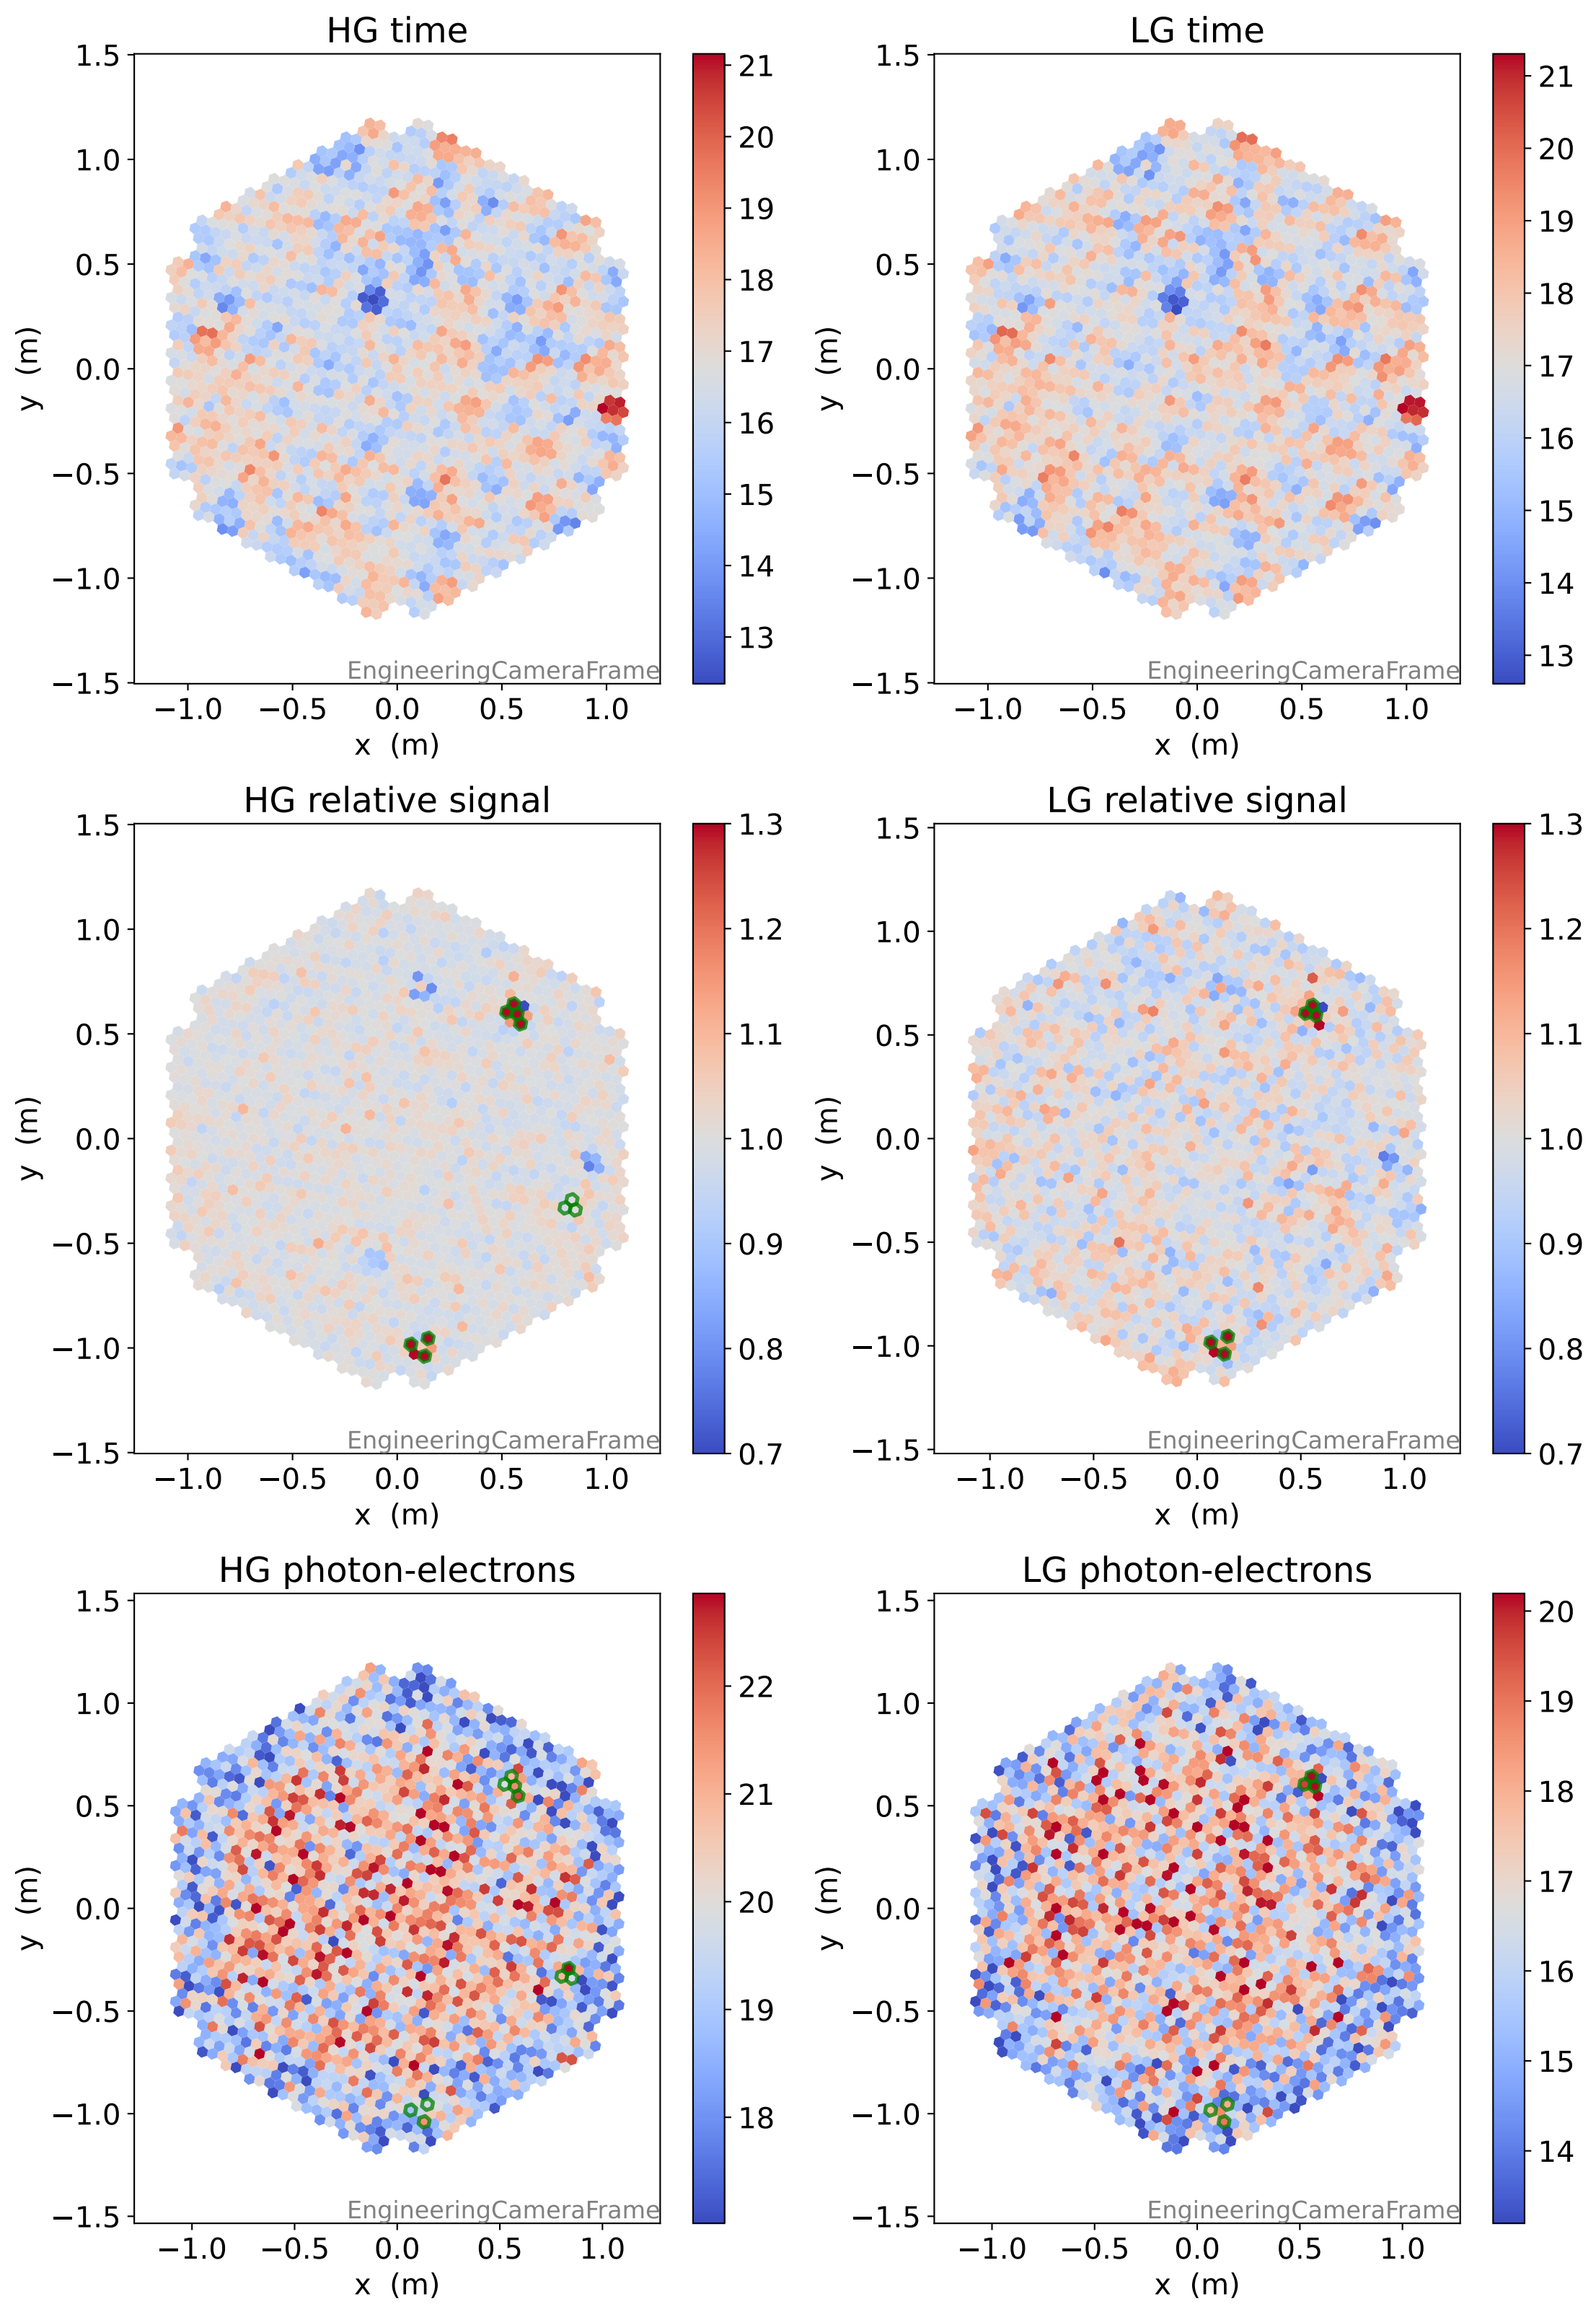 HG time
1.5
1.0
0.5
0.0
−0.5
−1.0
−1.5
y (m)
−1.0 −0.5 0.0 0.5 1.0
x (m)
EngineeringCameraFrame
21
20
19
18
17
16
15
14
13
LG time
1.5
1.0
0.5
0.0
−0.5
−1.0
−1.5
y (m)
−1.0 −0.5 0.0 0.5 1.0
x (m)
EngineeringCameraFrame
21
20
19
18
17
16
15
14
13
HG relative signal
1.5
1.0
0.5
0.0
−0.5
−1.0
−1.5
y (m)
−1.0 −0.5 0.0 0.5 1.0
x (m)
EngineeringCameraFrame
1.3
1.2
1.1
1.0
0.9
0.8
0.7
LG relative signal
1.5
1.0
0.5
0.0
−0.5
−1.0
−1.5
y (m)
−1.0 −0.5 0.0 0.5 1.0
x (m)
EngineeringCameraFrame
1.3
1.2
1.1
1.0
0.9
0.8
0.7
HG photon-electrons
1.5
1.0
0.5
0.0
−0.5
−1.0
−1.5
y (m)
−1.0 −0.5 0.0 0.5 1.0
x (m)
EngineeringCameraFrame
22
21
20
19
18
LG photon-electrons
1.5
1.0
0.5
0.0
−0.5
−1.0
−1.5
y (m)
−1.0 −0.5 0.0 0.5 1.0
x (m)
EngineeringCameraFrame
20
19
18
17
16
15
14